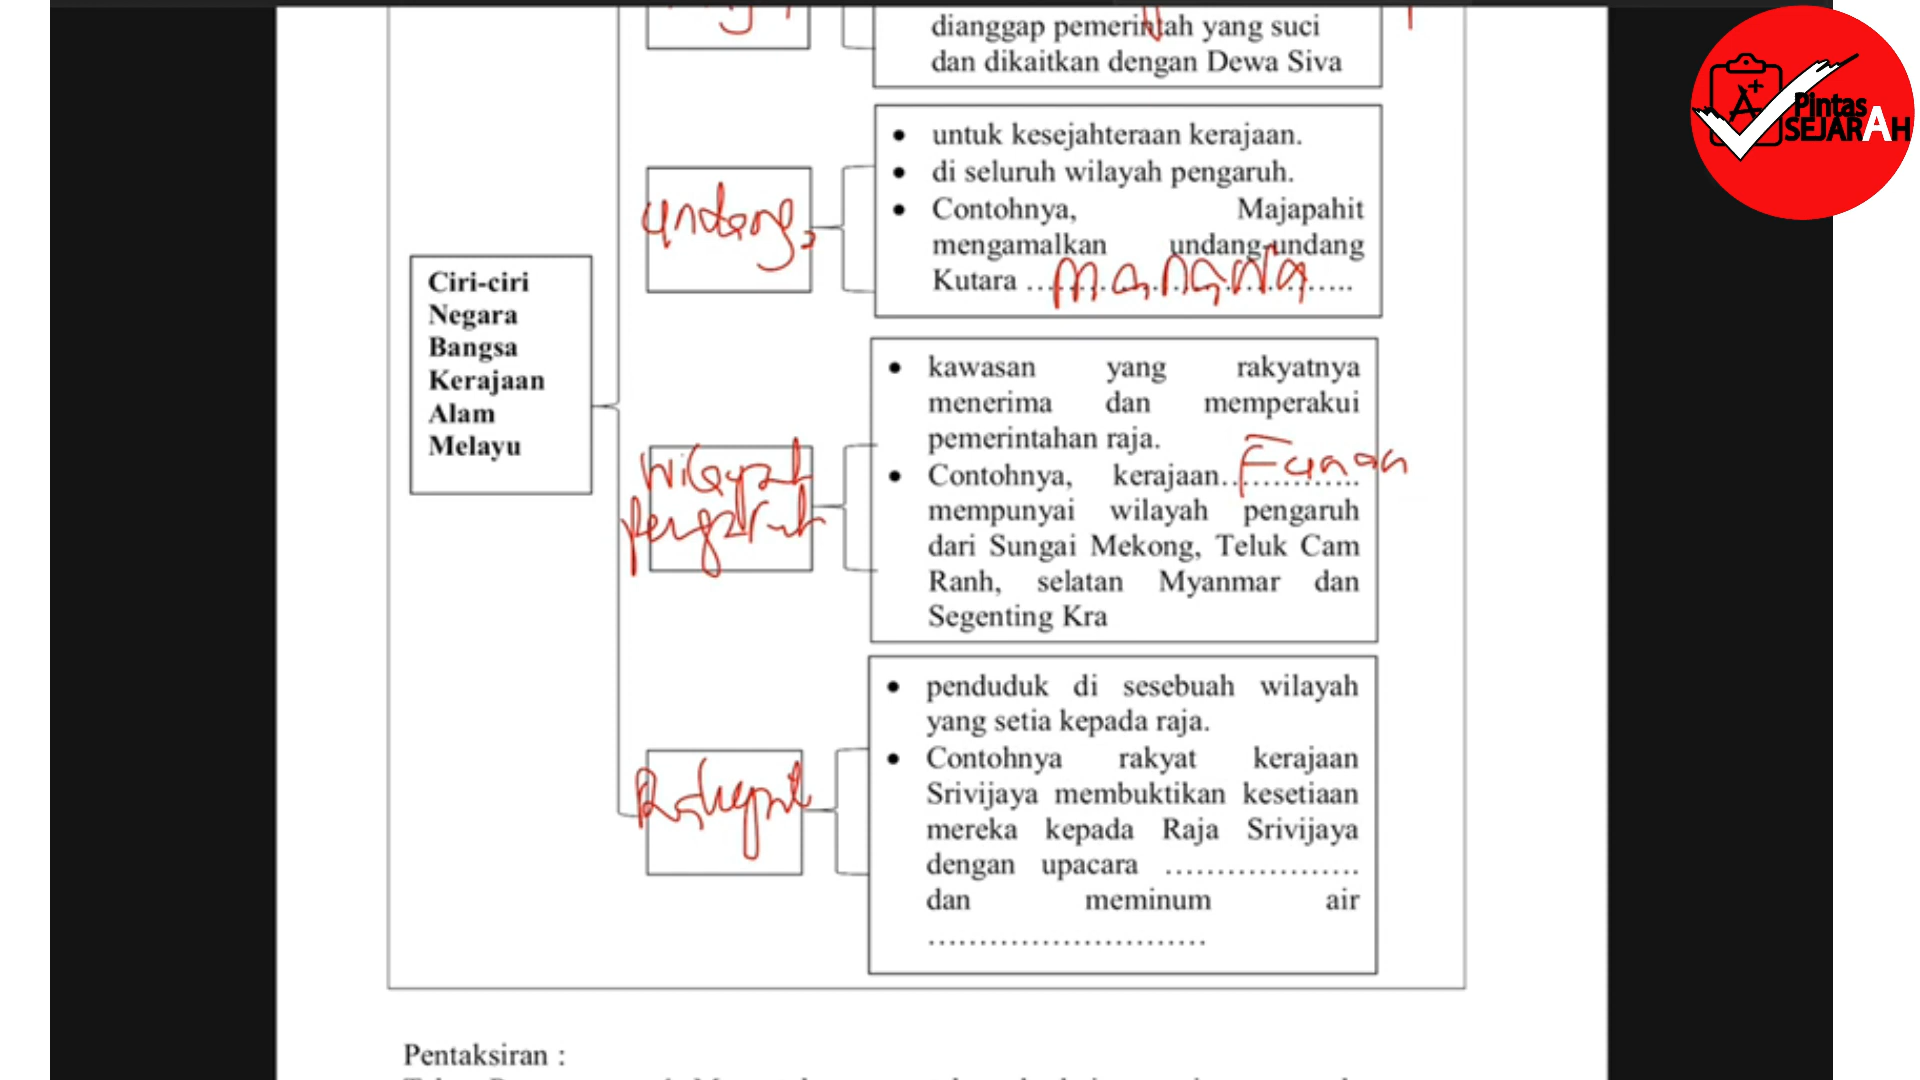 dianggap pemerintah yang suci
dan dikaitkan dengan Dewa Siva
Pintas
SEJARAH
A+
• untuk kesejahteraan kerajaan.
• di seluruh wilayah pengaruh.
• Contohnya, Majapahit
mengamalkan undang-undang
Kutara ........Manawa........
undang2
Ciri-ciri
Negara
Bangsa
Kerajaan
Alam
Melayu
• kawasan yang rakyatnya
menerima dan memperakui
pemerintahan raja.
• Contohnya, kerajaan....Funan....
mempunyai wilayah pengaruh
dari Sungai Mekong, Teluk Cam
Ranh, selatan Myanmar dan
Segenting Kra
Wilayah
pengaruh
• penduduk di sesebuah wilayah
yang setia kepada raja.
• Contohnya rakyat kerajaan
Srivijaya membuktikan kesetiaan
mereka kepada Raja Srivijaya
dengan upacara ...................
dan meminum air
...........................
Rakyat
Pentaksiran :